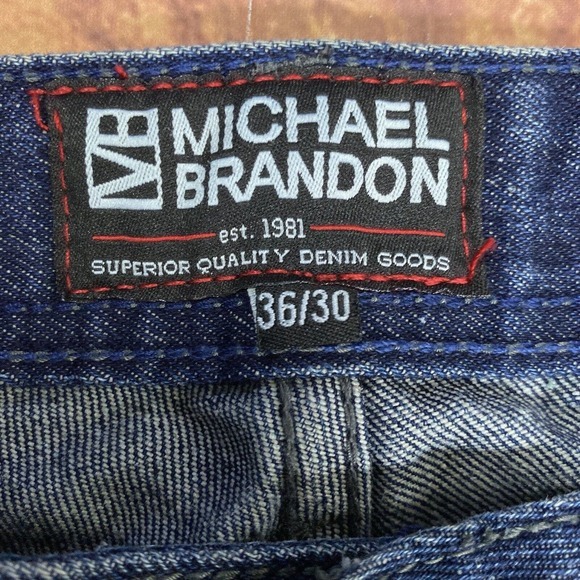 MB
MICHAEL
BRANDON
est. 1981
SUPERIOR QUALITY DENIM GOODS
36/30